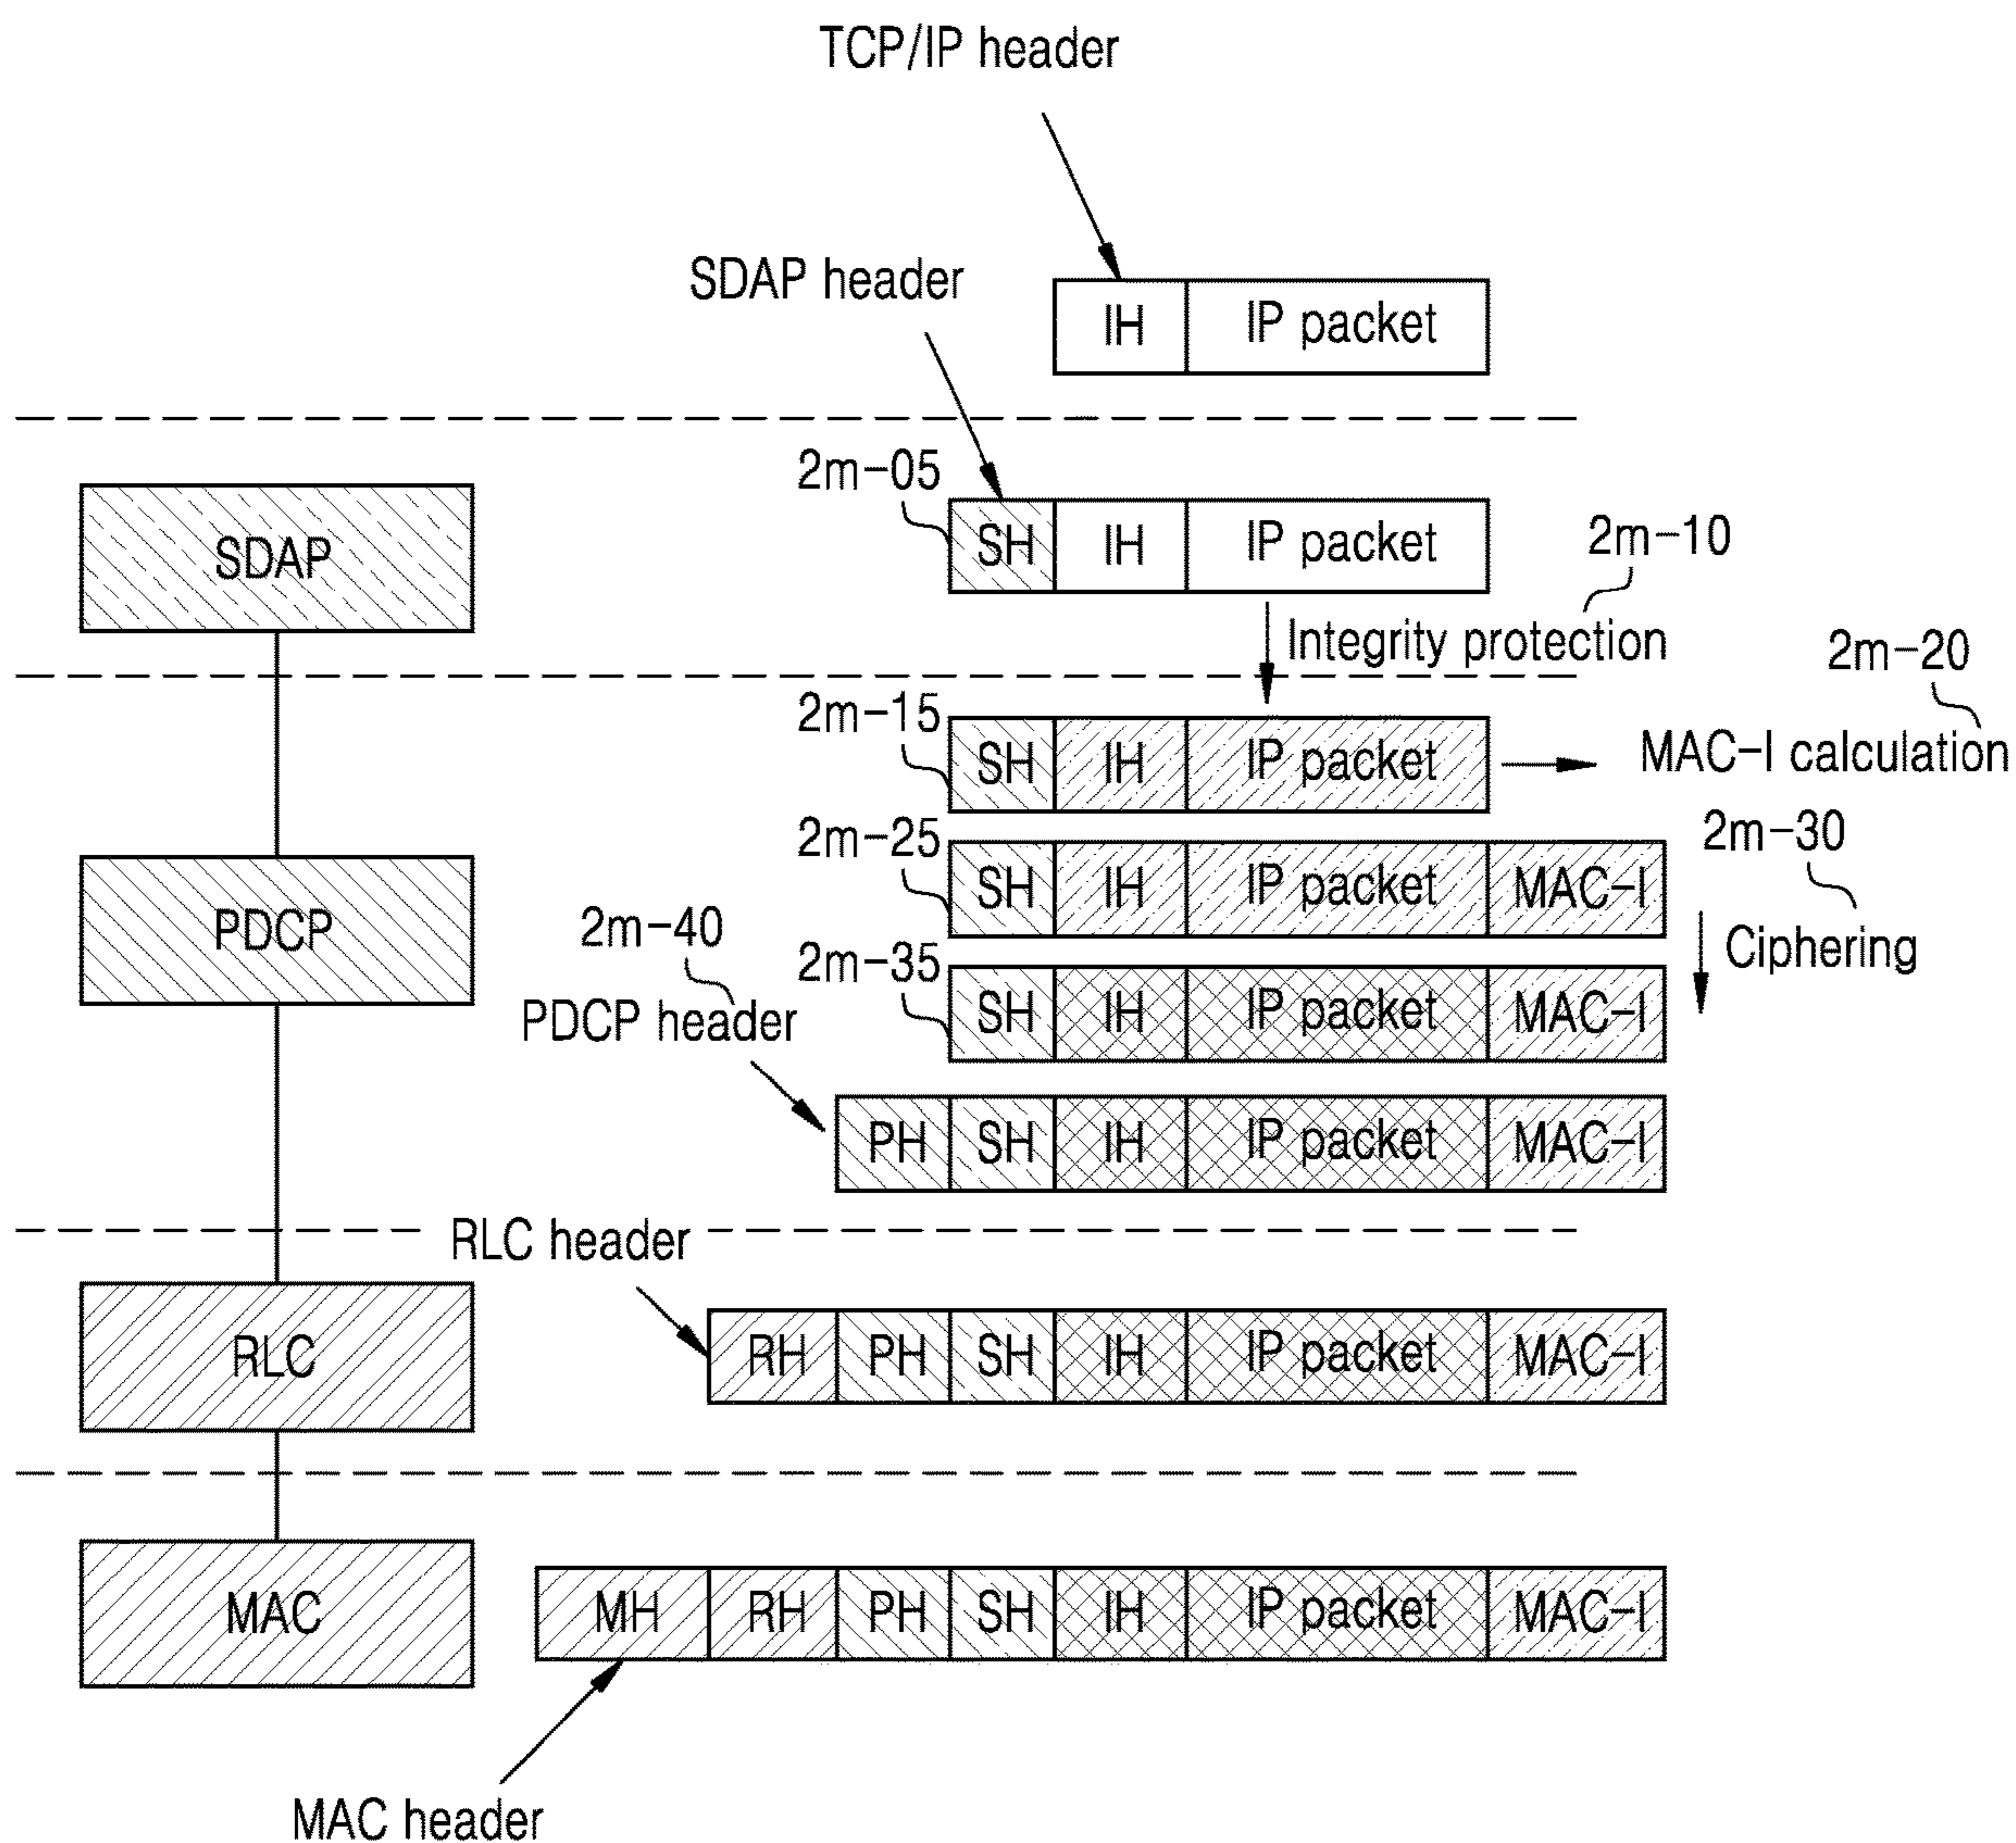 TCP/IP header
SDAP header
IH IP packet
2m-05
SDAP
SH IH IP packet
2m-10
Integrity protection
2m-20
2m-15
SH IH IP packet
MAC-I calculation
2m-25
SH IH IP packet MAC-I
2m-30
PDCP
2m-40
2m-35
Ciphering
PDCP header
SH IH IP packet MAC-I
PH SH IH IP packet MAC-I
RLC header
RLC
RH PH SH IH IP packet MAC-I
MAC
MH RH PH SH IH IP packet MAC-I
MAC header